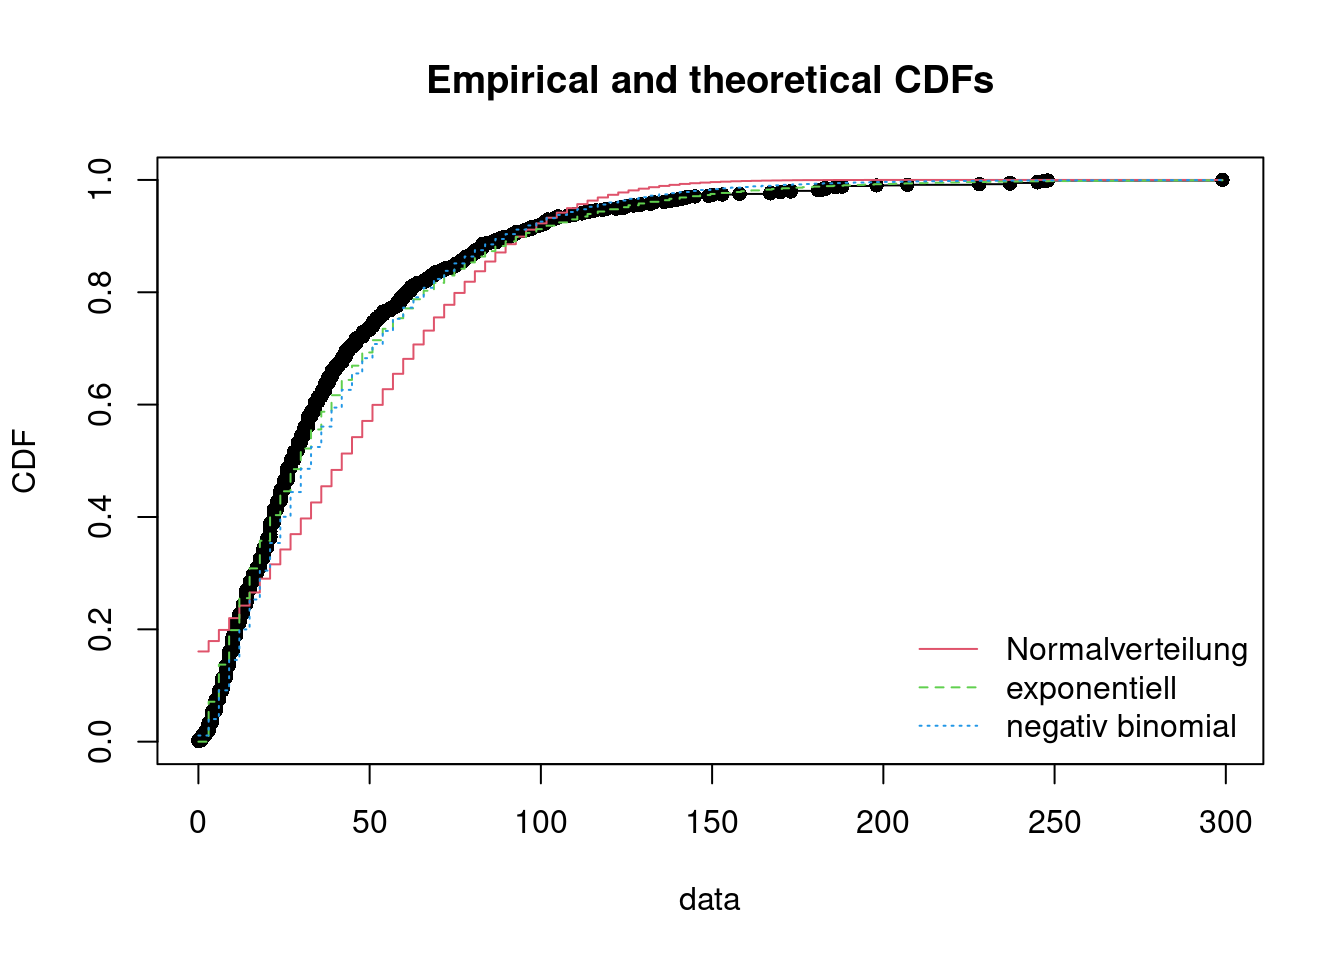 Empirical and theoretical CDFs
CDF
0.0
0.2
0.4
0.6
0.8
1.0
Normalverteilung
exponentiell
negativ binomial
0 50 100 150 200 250 300
data